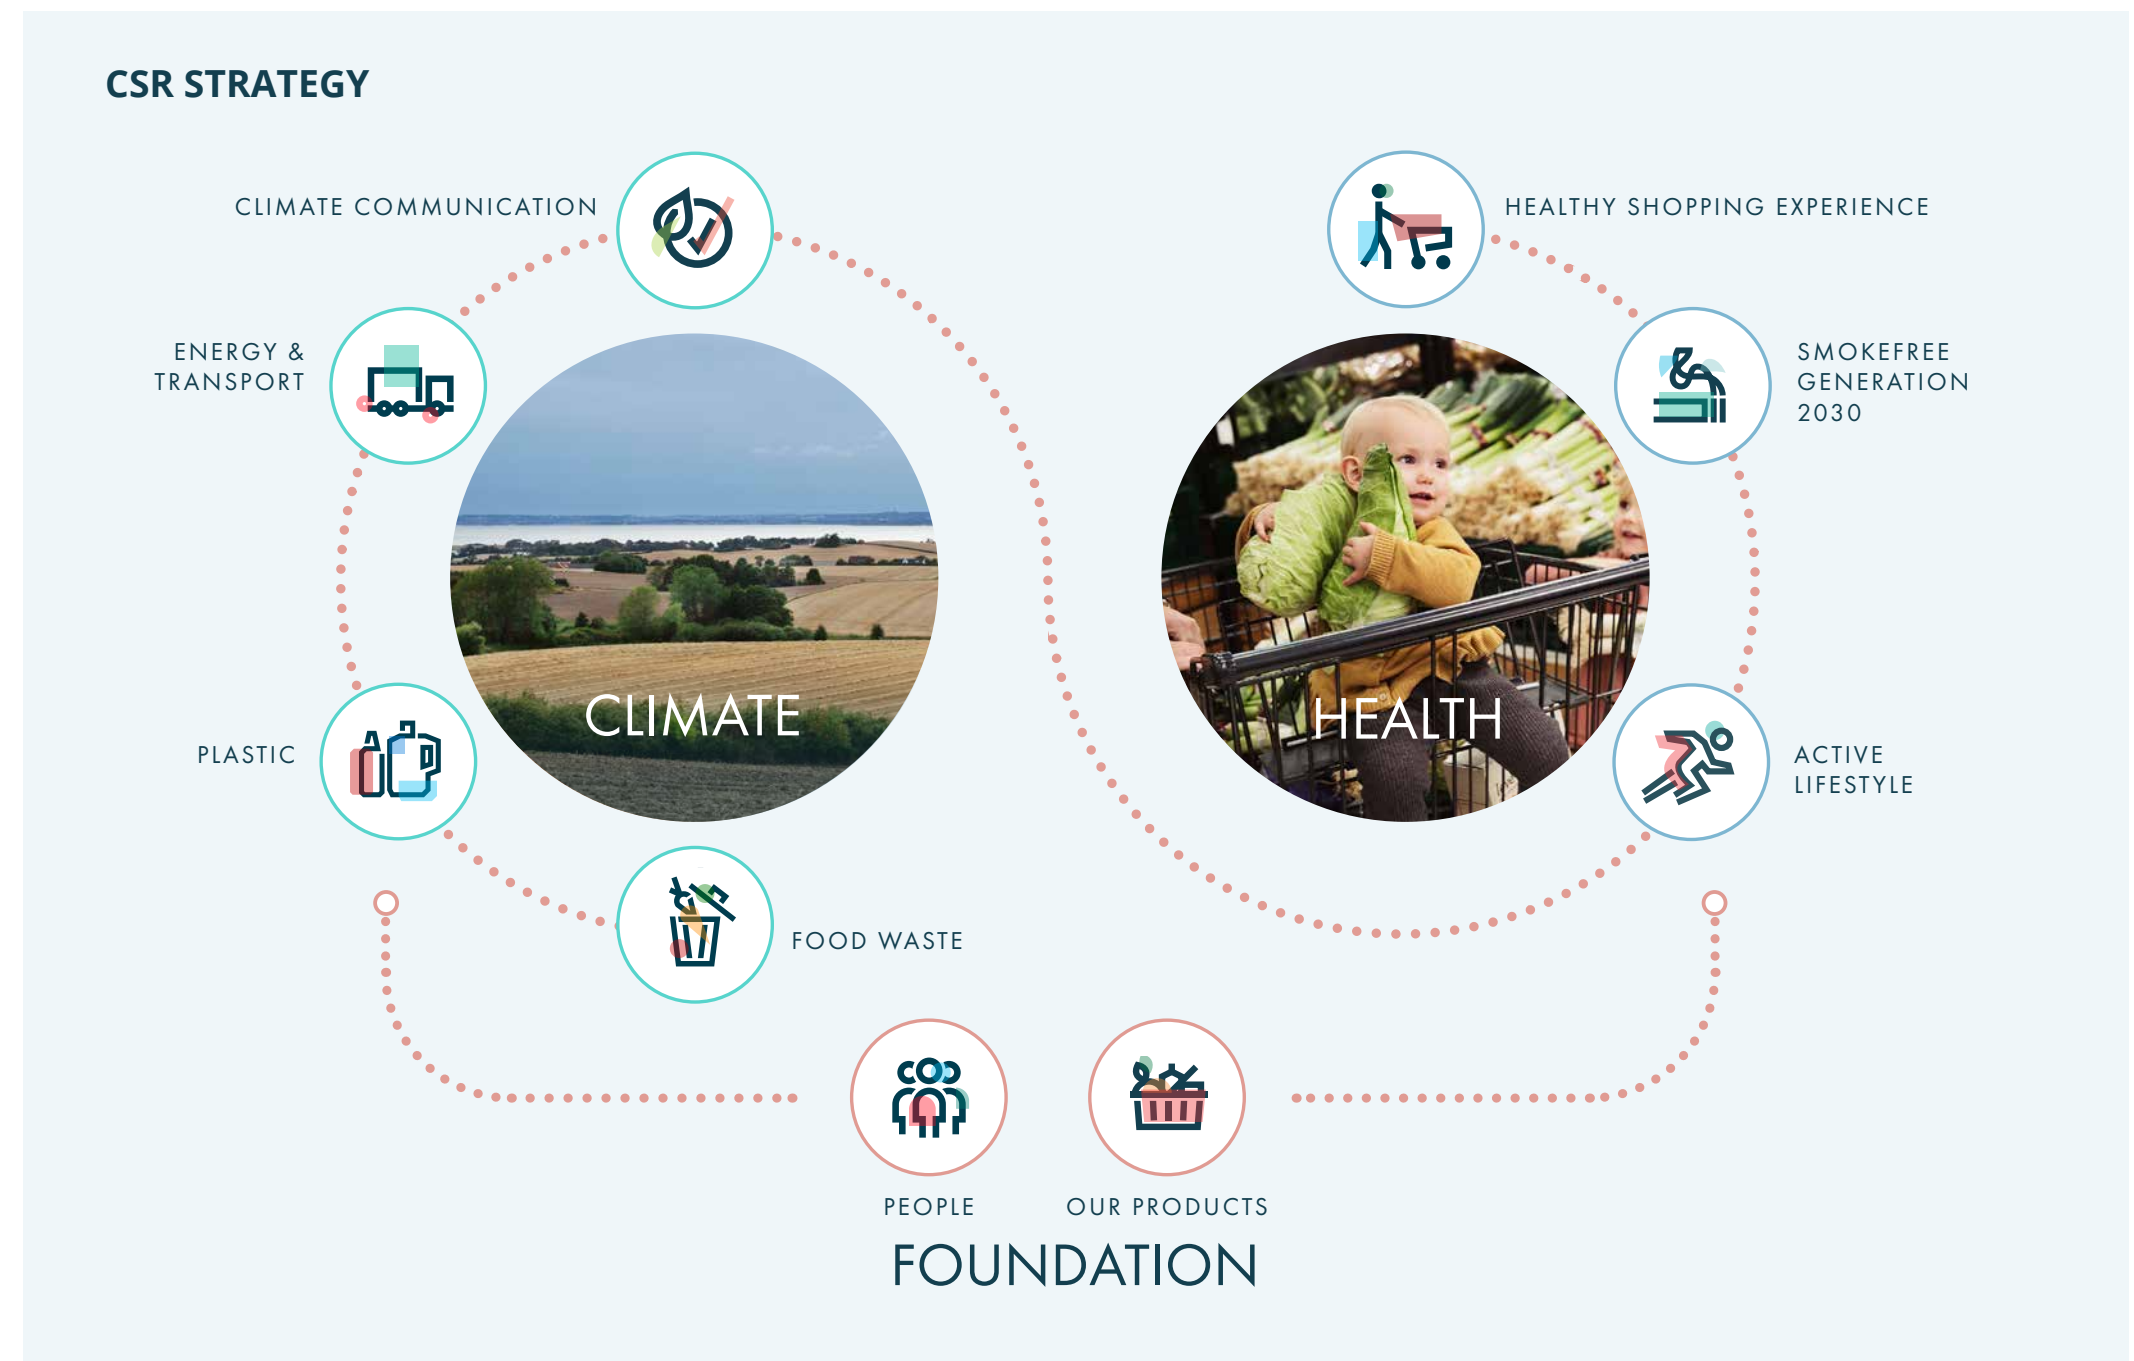 CSR STRATEGY
CLIMATE COMMUNICATION
ENERGY &
TRANSPORT
PLASTIC
FOOD WASTE
CLIMATE
HEALTHY SHOPPING EXPERIENCE
SMOKEFREE
GENERATION
2030
ACTIVE
LIFESTYLE
HEALTH
PEOPLE
OUR PRODUCTS
FOUNDATION